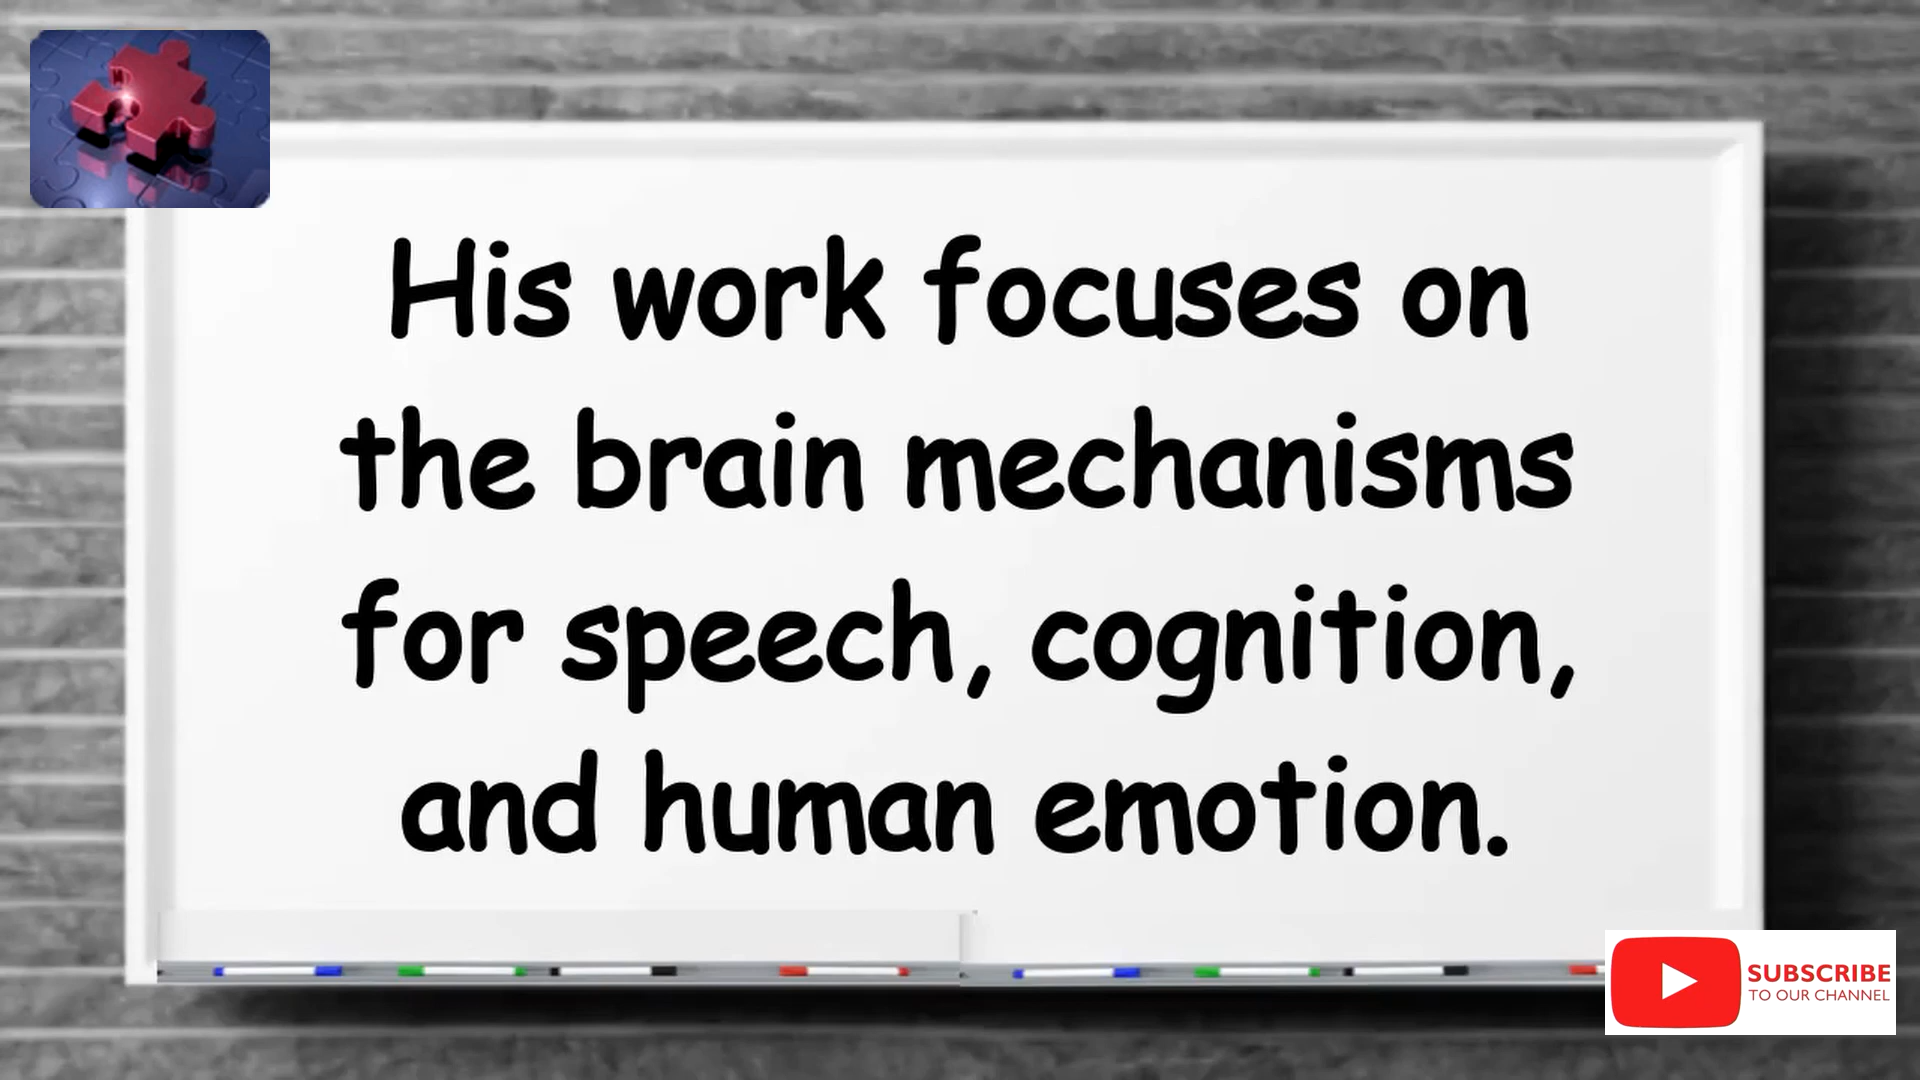 His work focuses on
the brain mechanisms
for speech, cognition,
and human emotion.
SUBSCRIBE
TO OUR CHANNEL